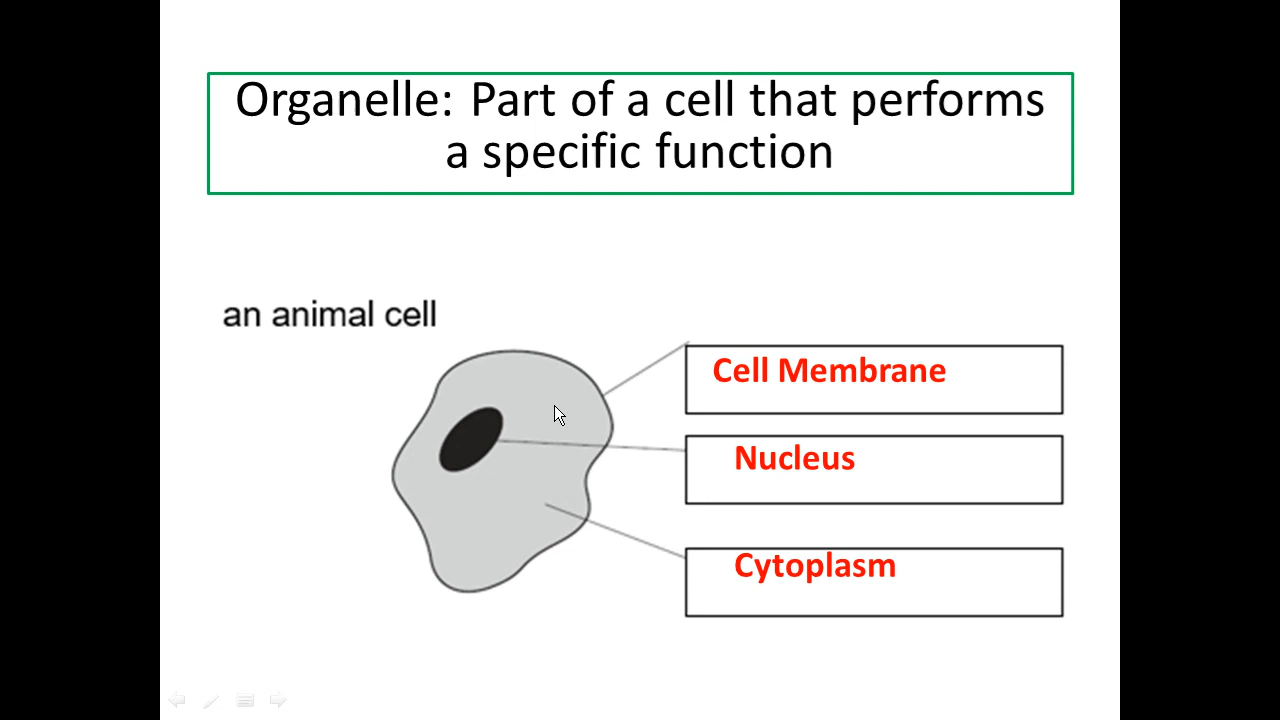 Organelle: Part of a cell that performs
a specific function
an animal cell
Cell Membrane
Nucleus
Cytoplasm